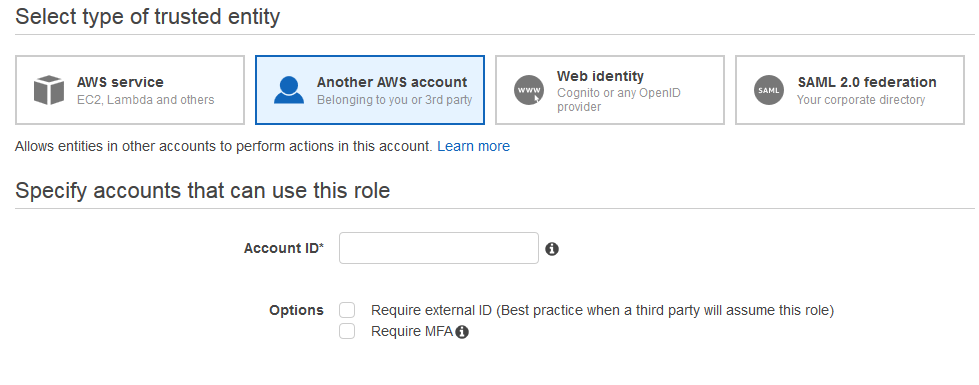 Select type of trusted entity
AWS service
EC2, Lambda and others
Another AWS account
Belonging to you or 3rd party
www
Web identity
Cognito or any OpenID
provider
SAML
SAML 2.0 federation
Your corporate directory
Allows entities in other accounts to perform actions in this account. Learn more
Specify accounts that can use this role
Account ID*
Options
Require external ID (Best practice when a third party will assume this role)
Require MFA